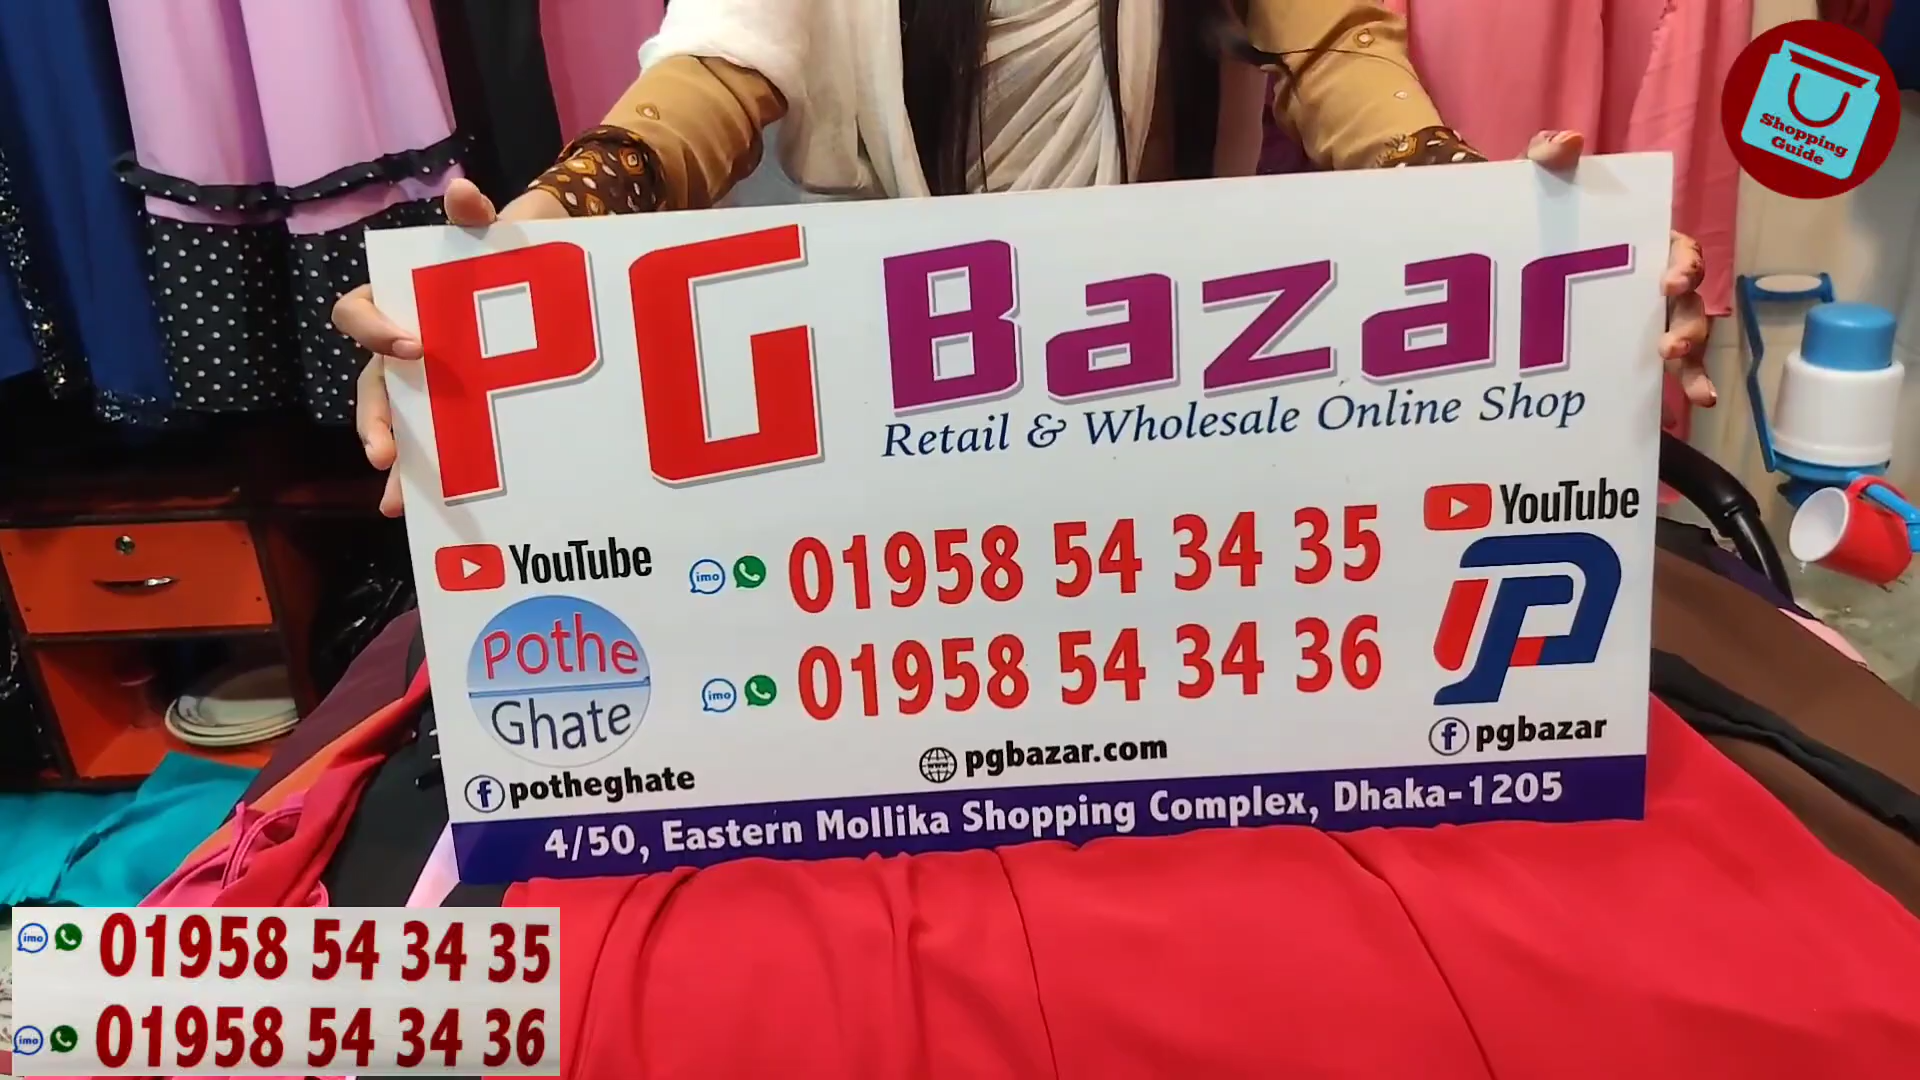 Shopping
Guide
PG Bazar
Retail & Wholesale Online Shop
YouTube
Pothe
Ghate
potheghate
imo 01958 54 34 35
imo 01958 54 34 36
pgbazar.com
YouTube
pgbazar
4/50, Eastern Mollika Shopping Complex, Dhaka-1205
imo 01958 54 34 35
imo 01958 54 34 36